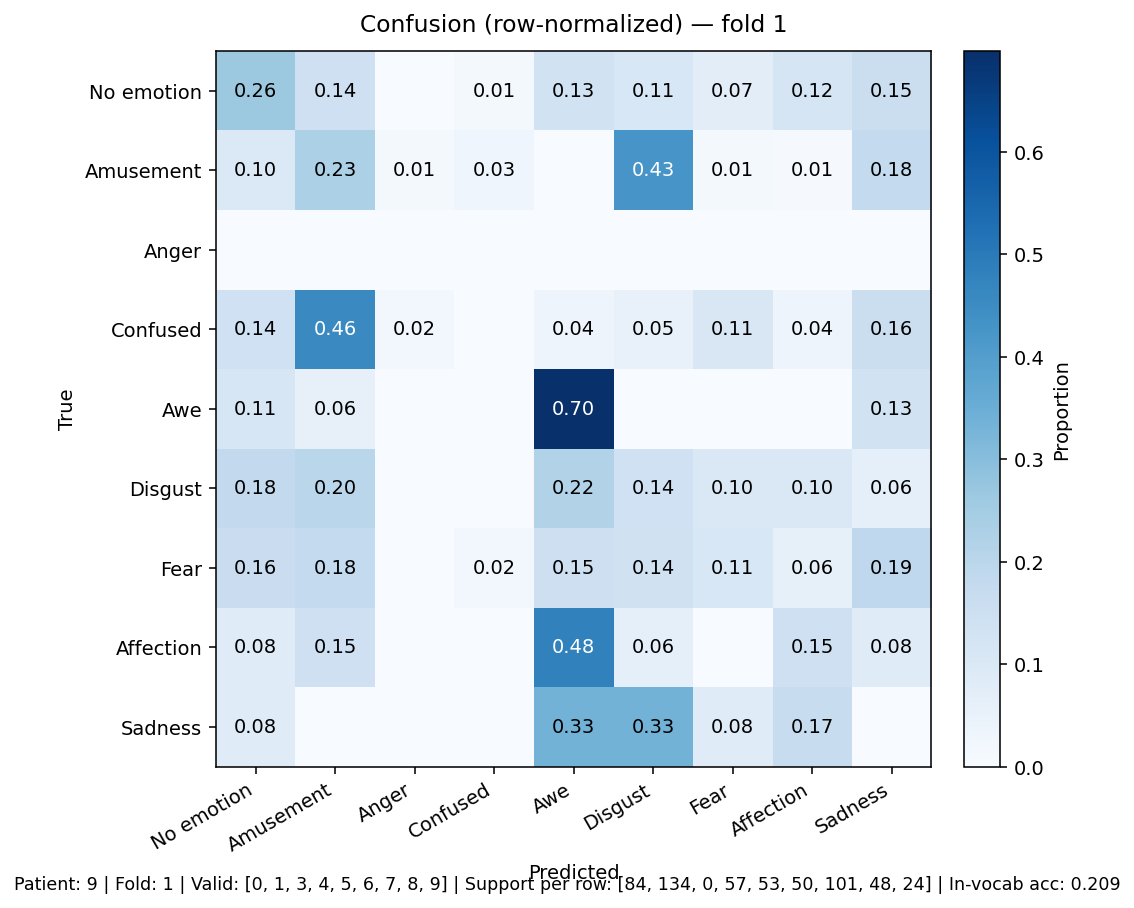 Confusion (row-normalized) — fold 1
No emotion 0.26 0.14 0.01 0.13 0.11 0.07 0.12 0.15
Amusement 0.10 0.23 0.01 0.03 0.43 0.01 0.01 0.18
Anger
Confused 0.14 0.46 0.02 0.04 0.05 0.11 0.04 0.16
Awe 0.11 0.06 0.70 0.13
Disgust 0.18 0.20 0.22 0.14 0.10 0.10 0.06
Fear 0.16 0.18 0.02 0.15 0.14 0.11 0.06 0.19
Affection 0.08 0.15 0.48 0.06 0.15 0.08
Sadness 0.08 0.33 0.33 0.08 0.17
True
No emotion Amusement Anger Confused Awe Disgust Fear Affection Sadness
Predicted
0.6
0.5
0.4
0.3
0.2
0.1
0.0
Proportion
Patient: 9 | Fold: 1 | Valid: [0, 1, 3, 4, 5, 6, 7, 8, 9] | Support per row: [84, 134, 0, 57, 53, 50, 101, 48, 24] | In-vocab acc: 0.209